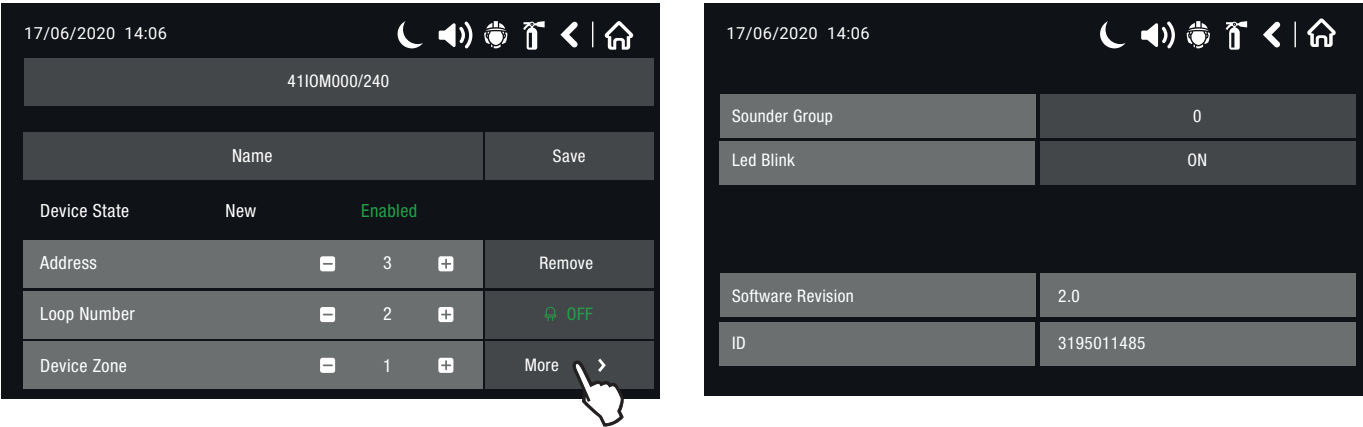 17/06/2020 14:06
41IOM000/240
Name Save
Device State New Enabled
Address 3 Remove
Loop Number 2 OFF
Device Zone 1 More
17/06/2020 14:06
Sounder Group 0
Led Blink ON
Software Revision 2.0
ID 3195011485